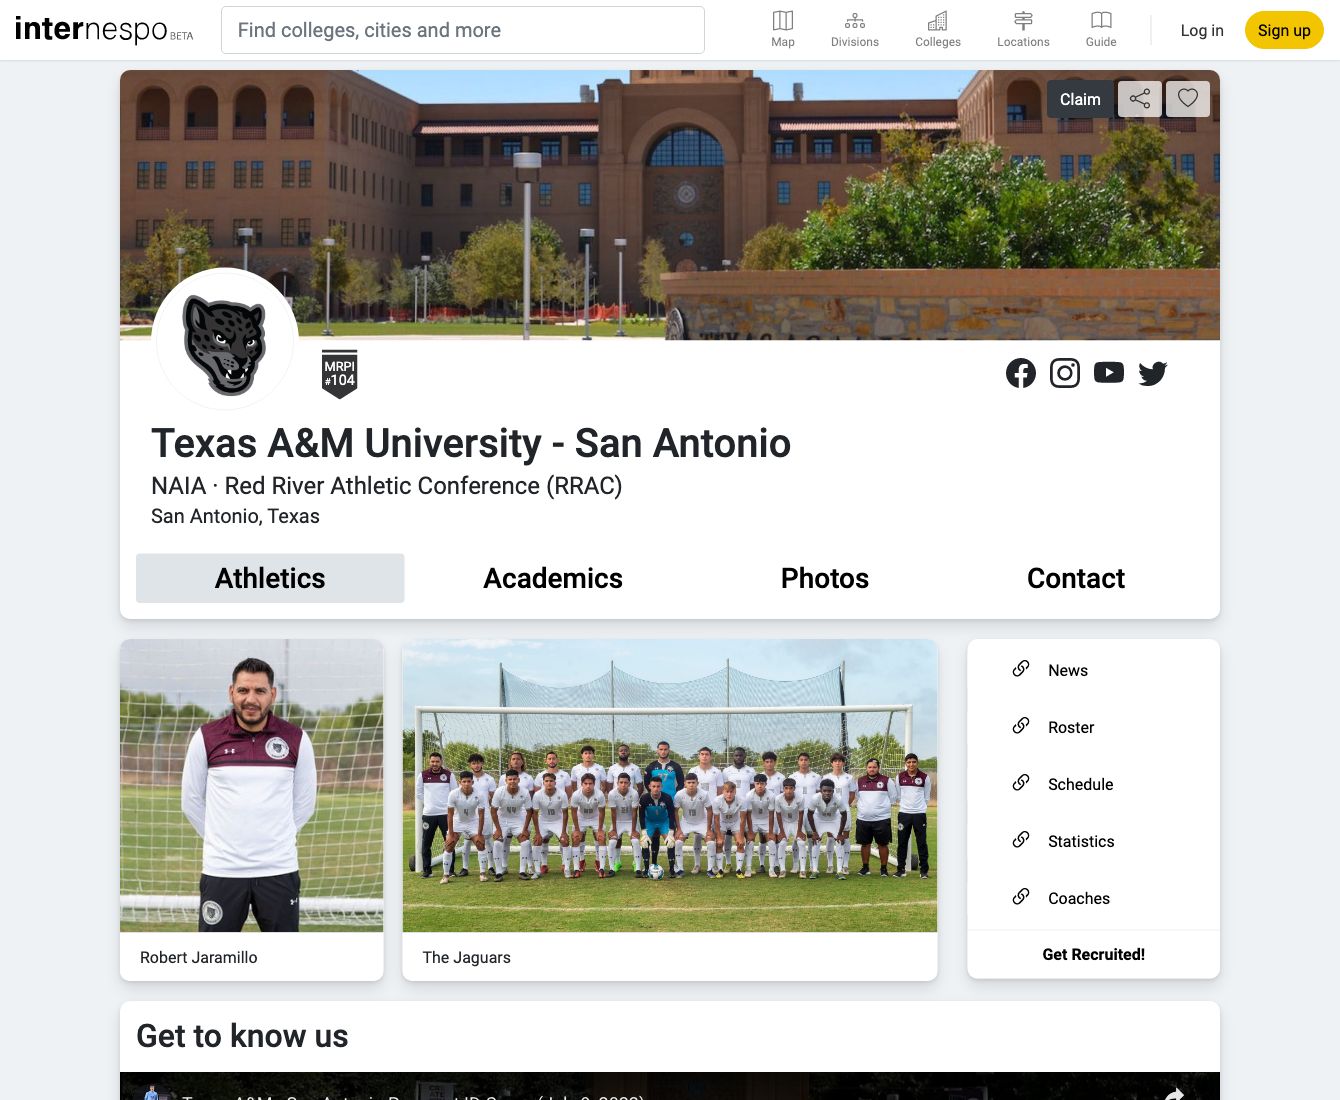 internespo BETA
Find colleges, cities and more
Map
Divisions
Colleges
Locations
Guide
Log in
Sign up
Claim
MRPI
#104
Texas A&M University - San Antonio
NAIA · Red River Athletic Conference (RRAC)
San Antonio, Texas
Athletics
Academics
Photos
Contact
Robert Jaramillo
The Jaguars
News
Roster
Schedule
Statistics
Coaches
Get Recruited!
Get to know us